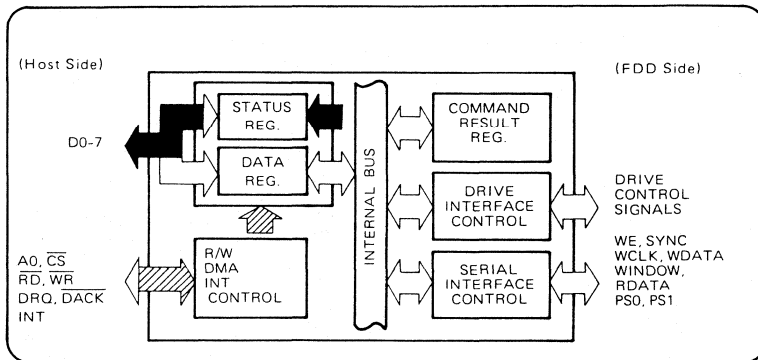 (Host Side)
(FDD Side)
STATUS
REG.
D0-7
DATA
REG.
INTERNAL BUS
COMMAND
RESULT
REG.
DRIVE
INTERFACE
CONTROL
DRIVE
CONTROL
SIGNALS
A0, CS
RD, WR
DRQ, DACK
INT
R/W
DMA
INT
CONTROL
SERIAL
INTERFACE
CONTROL
WE, SYNC
WCLK, WDATA
WINDOW,
RDATA
PS0, PS1